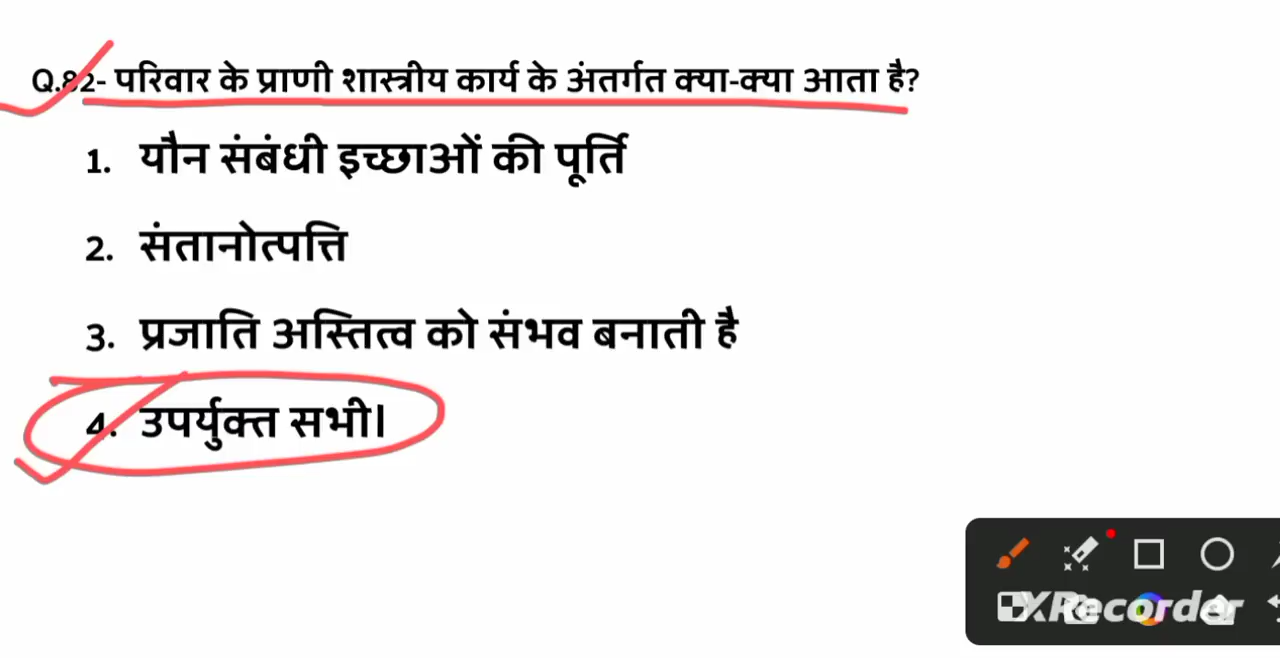 Q.82- परिवार के प्राणी शास्त्रीय कार्य के अंतर्गत क्या-क्या आता है?
1. यौन संबंधी इच्छाओं की पूर्ति
2. संतानोत्पत्ति
3. प्रजाति अस्तित्व को संभव बनाती है
4. उपर्युक्त सभी।
XRecorder